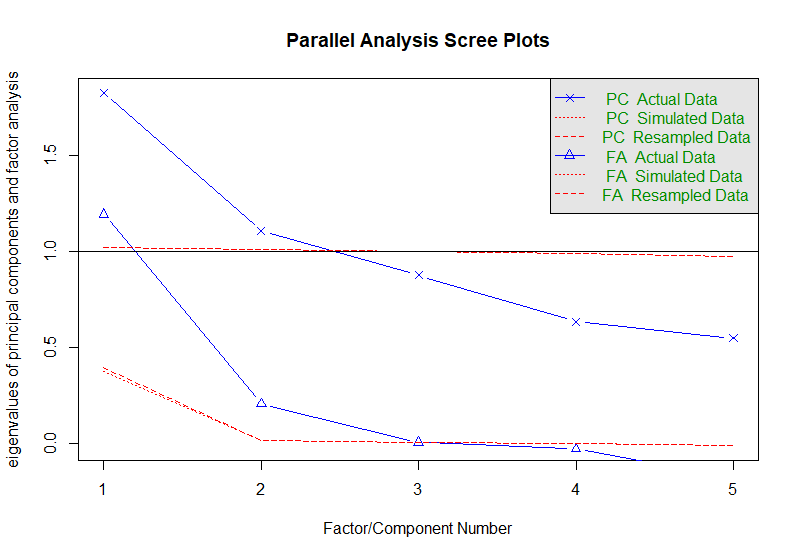 Parallel Analysis Scree Plots
eigenvalues of principal components and factor analysis
1.5
1.0
0.5
0.0
PC Actual Data
PC Simulated Data
PC Resampled Data
FA Actual Data
FA Simulated Data
FA Resampled Data
1 2 3 4 5
Factor/Component Number